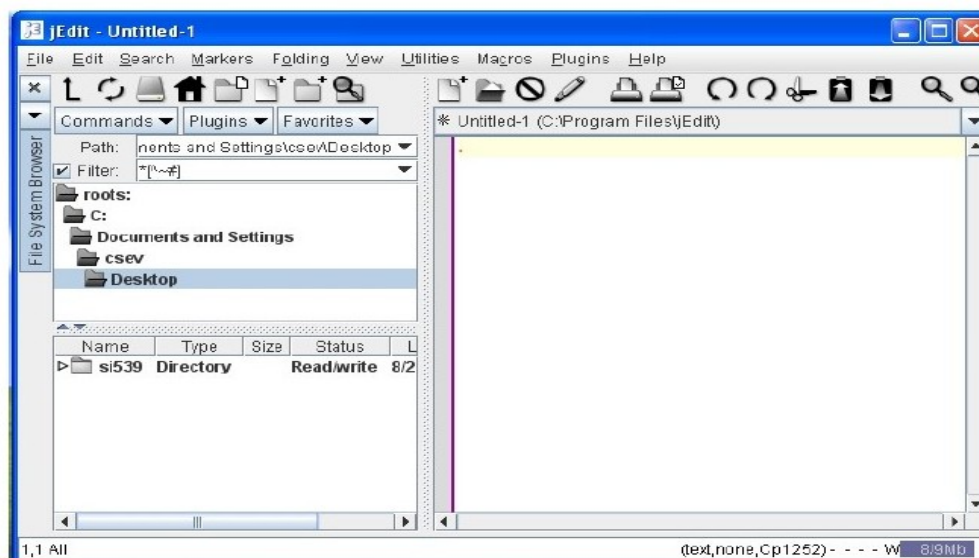 jEdit - Untitled-1
File Edit Search Markers Folding View Utilities Macros Plugins Help
Commands Plugins Favorites
* Untitled-1 (C:\Program Files\jEdit\)
File System Browser
Path: nents and Settings\csev\Desktop
Filter: *[^~#]
roots:
C:
Documents and Settings
csev
Desktop
Name Type Size Status L
si539 Directory Read/write 8/2
1,1 All
(text,none,Cp1252) - - - - W 8/9Mb